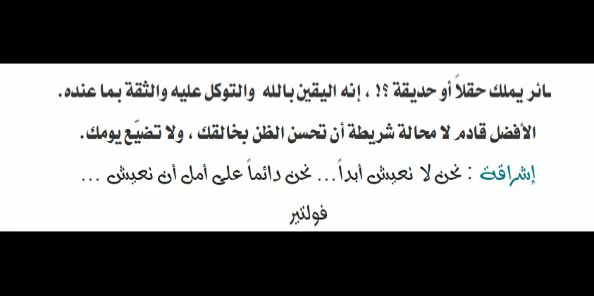 يملك حقلاً أو حديقة ؟! ، إنه اليقين بالله والتوكل عليه والثقة بما عنده.
الأفضل قادم لا محالة شريطة أن تحسن الظن بخالقك ، ولا تضيّع يومك.
إشراقة : نحن لا نعيش أبداً... نحن دائماً على أمل أن نعيش ...
فولتير